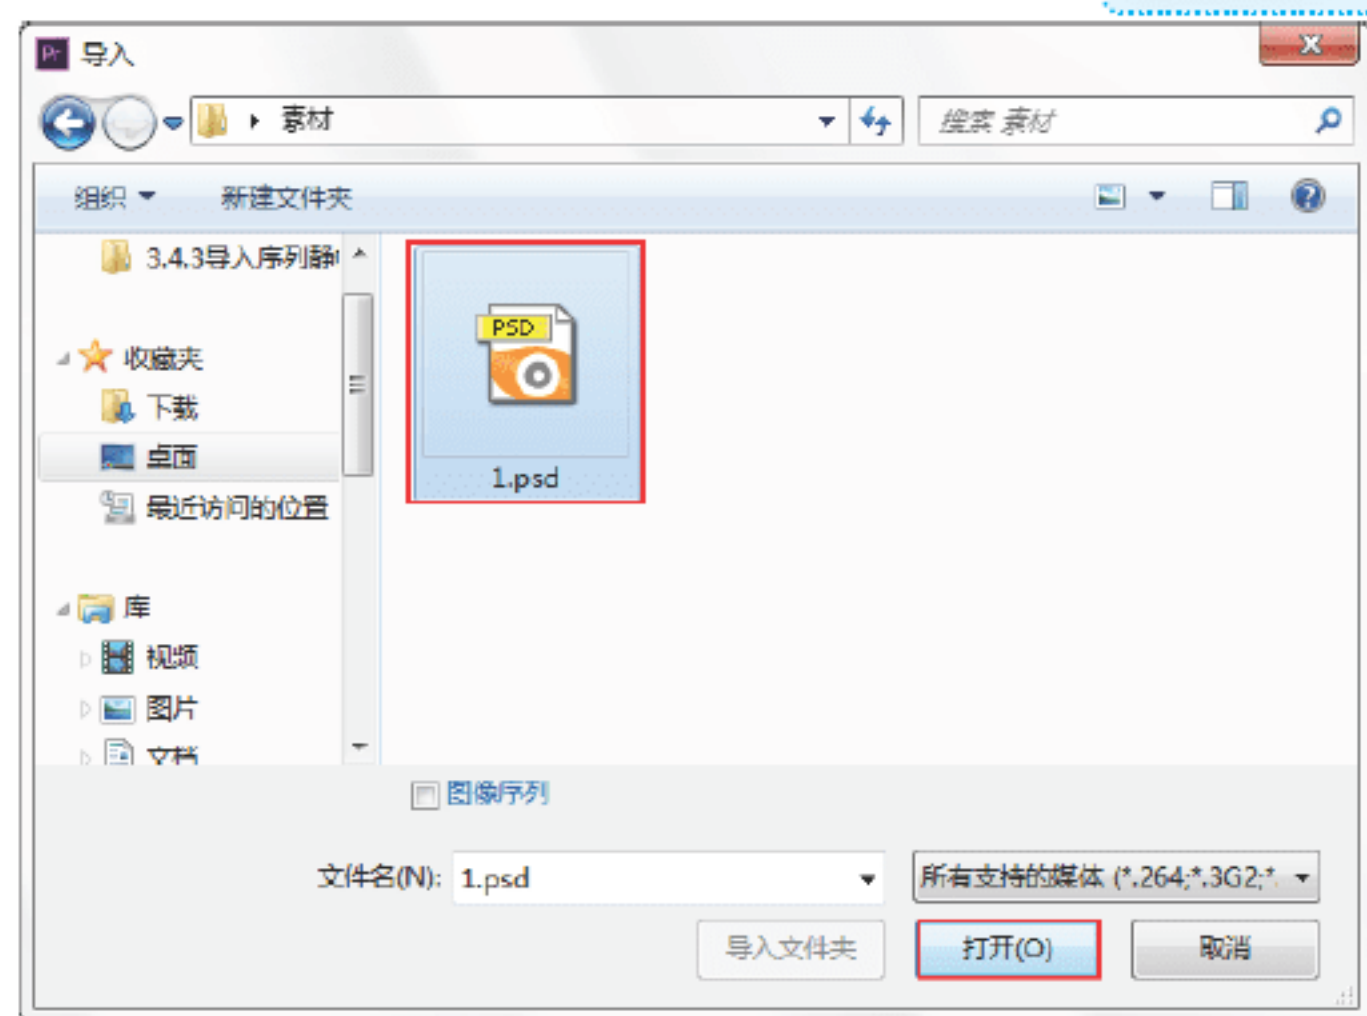 Pr 导入
素材
搜索 素材
组织 新建文件夹
3.4.3导入序列静
收藏夹
下载
桌面
最近访问的位置
库
视频
图片
文档
PSD
1.psd
图像序列
文件名(N): 1.psd
所有支持的媒体 (*.264;*.3G2;*.
导入文件夹 打开(O) 取消